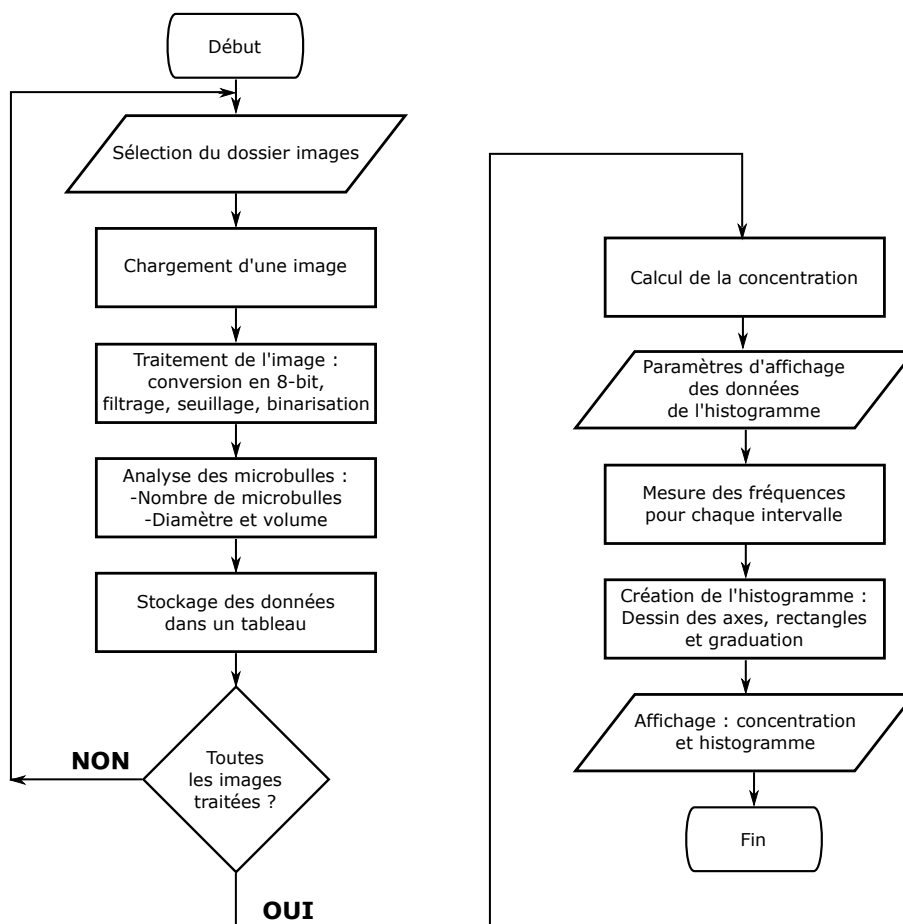 Début
Sélection du dossier images
Chargement d'une image
Traitement de l'image :
conversion en 8-bit,
filtrage, seuillage, binarisation
Analyse des microbulles :
-Nombre de microbulles
-Diamètre et volume
Stockage des données
dans un tableau
Toutes
les images
traitées ?
NON
OUI
Calcul de la concentration
Paramètres d'affichage
des données
de l'histogramme
Mesure des fréquences
pour chaque intervalle
Création de l'histogramme :
Dessin des axes, rectangles
et graduation
Affichage : concentration
et histogramme
Fin